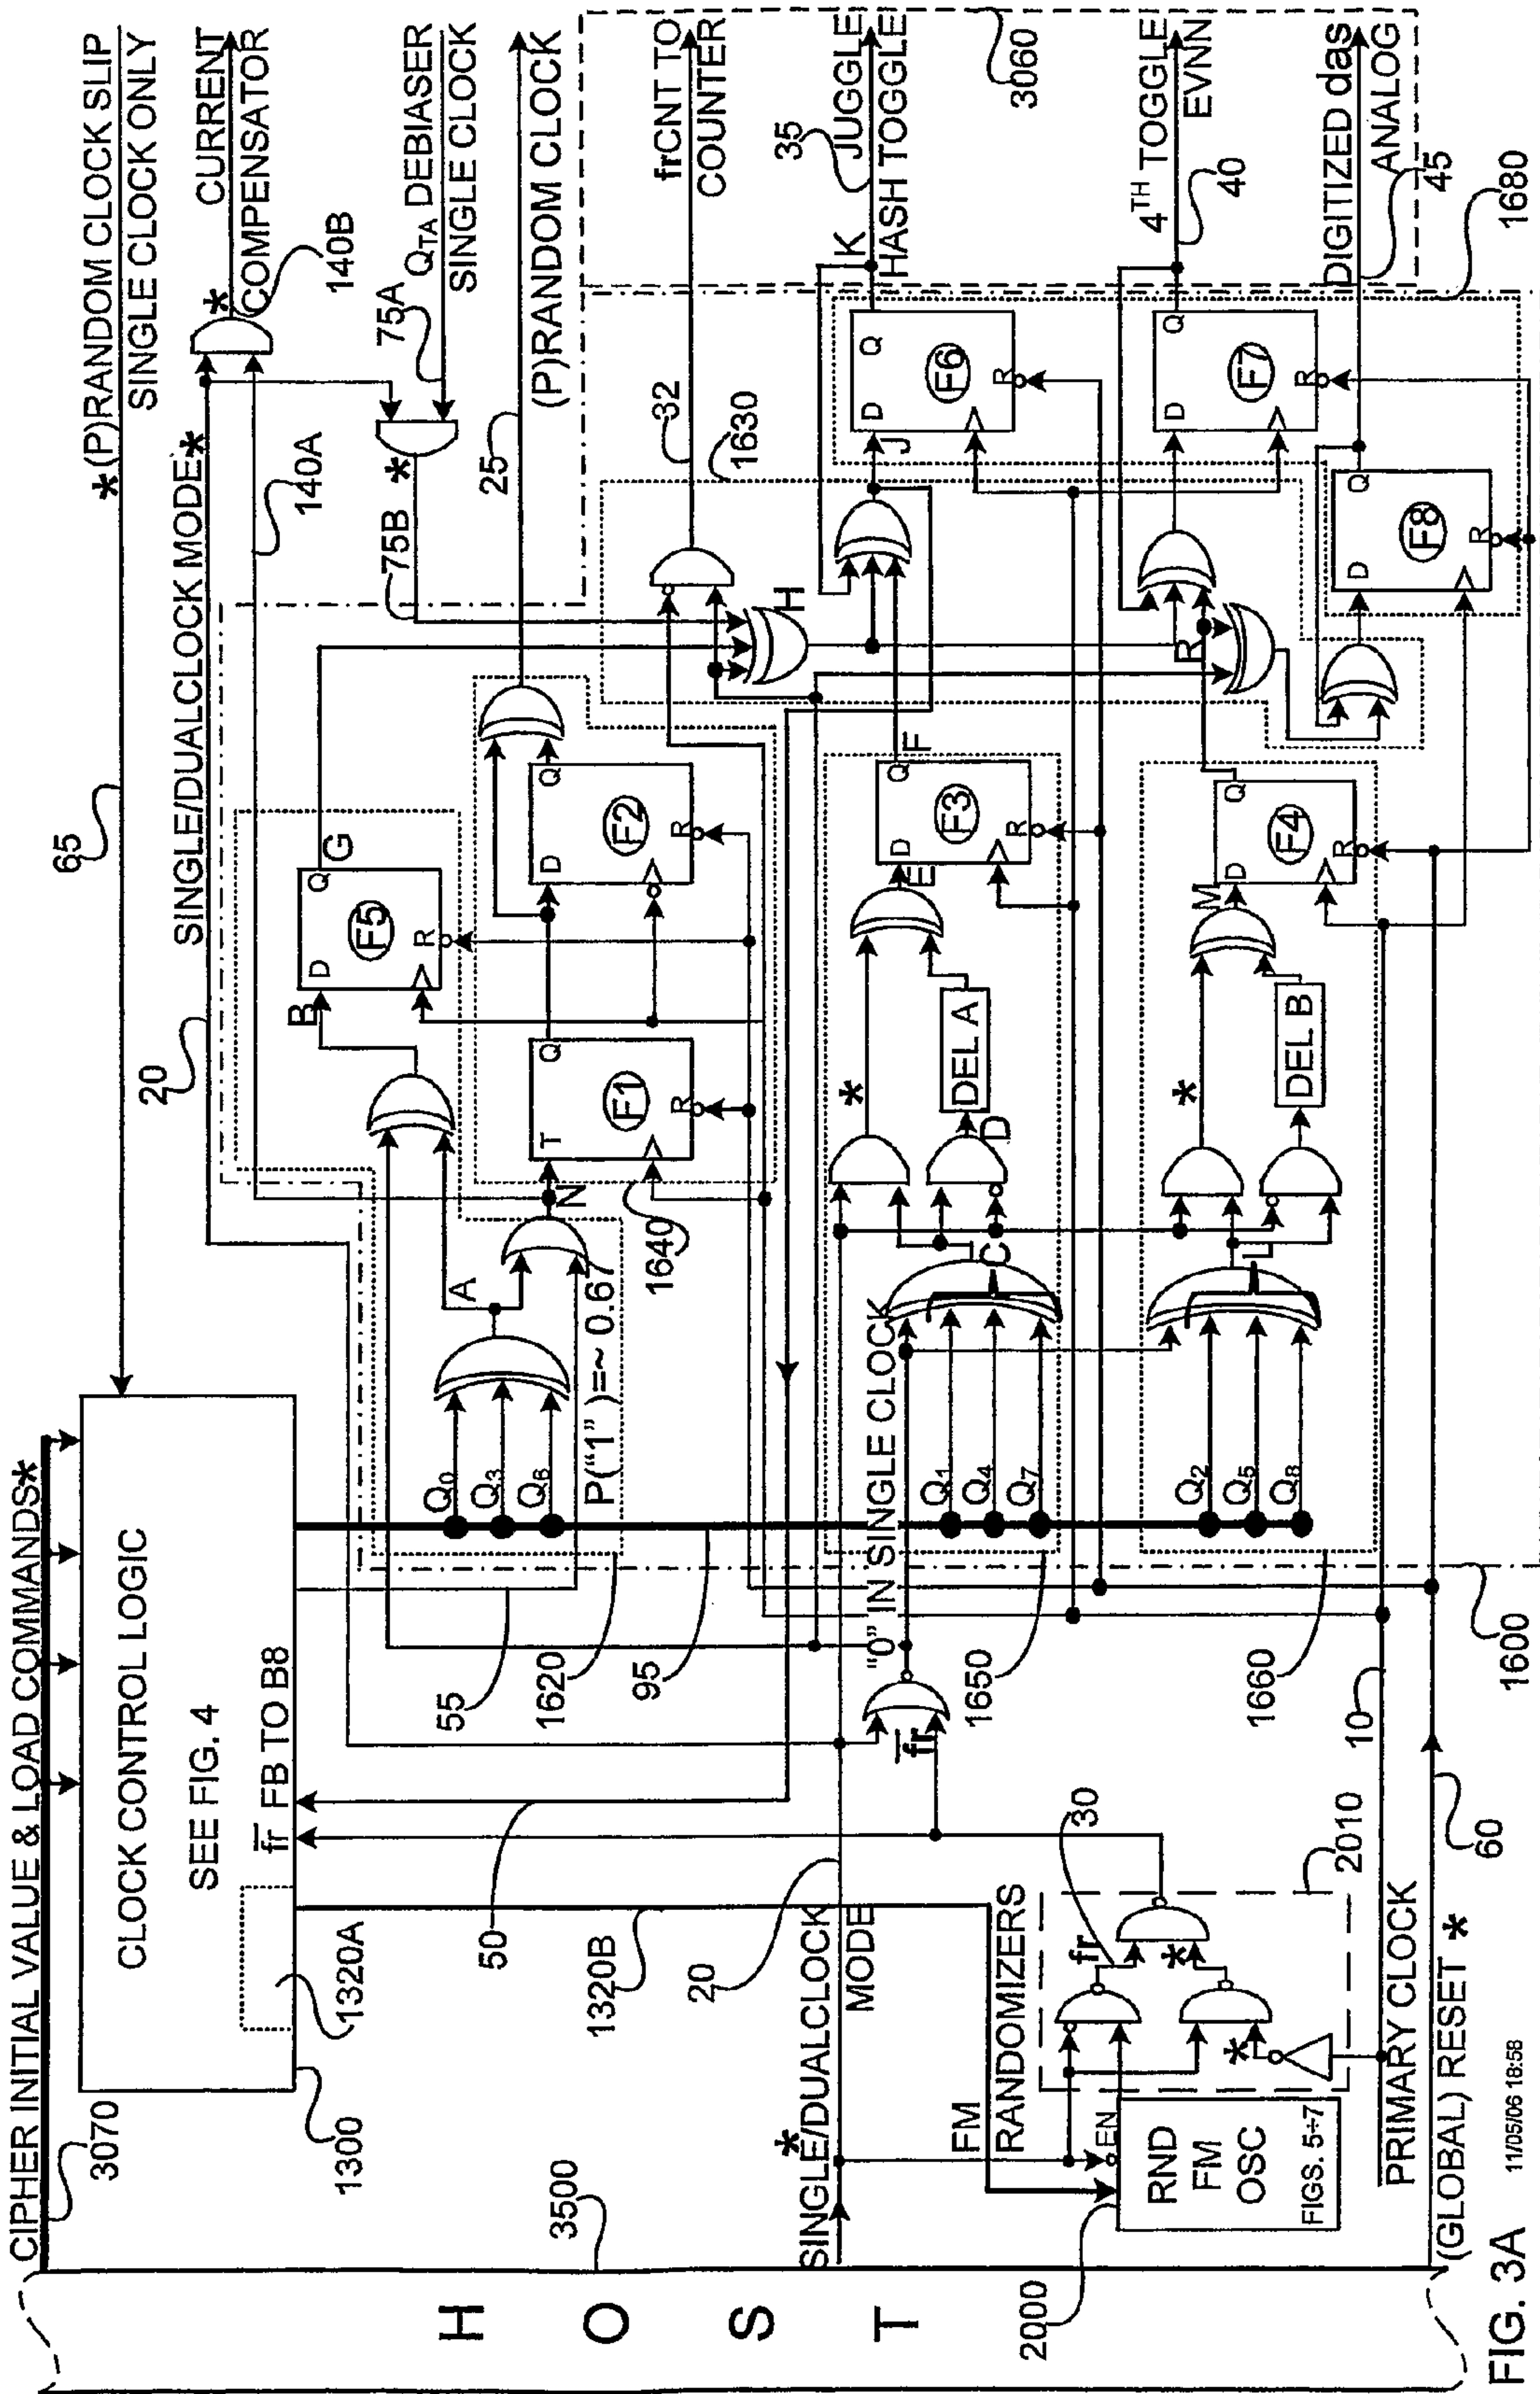 CIPHER INITIAL VALUE & LOAD COMMANDS*
3070
CLOCK CONTROL LOGIC
SEE FIG. 4
fr FB TO B8
1320A
1300
65
*(P)RANDOM CLOCK SLIP
SINGLE CLOCK ONLY
20
SINGLE/DUALCLOCK MODE*
CURRENT
COMPENSATOR
*
140B
140A
75A
QTA DEBIASER
SINGLE CLOCK
*
75B
25
(P)RANDOM CLOCK
32
frCNT TO
COUNTER
1630
35
JUGGLE
HASH TOGGLE
3060
4TH TOGGLE
EVNN
40
DIGITIZED das
ANALOG
45
1680
K
J
D
Q
F6
R
D
Q
F7
R
D
Q
F8
R
H
R
G
B
D
Q
F5
R
D
Q
F2
R
T
Q
F1
R
N
1640
A
Q0
Q3
Q6
P("1")=~ 0.67
55
1620
95
"0" IN SINGLE CLOCK
Q1
Q4
Q7
C
*
D
DEL A
E
D
Q
F3
R
F
1650
Q2
Q5
Q8
L
*
DEL B
M
D
Q
F4
R
1660
1600
50
1320B
20
fr
30
2010
10
60
3500
HOST
*
SINGLE/DUALCLOCK
MODE
FM
RANDOMIZERS
fr
*
*
EN
RND
FM
OSC
FIGS. 5÷7
2000
PRIMARY CLOCK
(GLOBAL) RESET *
FIG. 3A
11/05/06 18:58